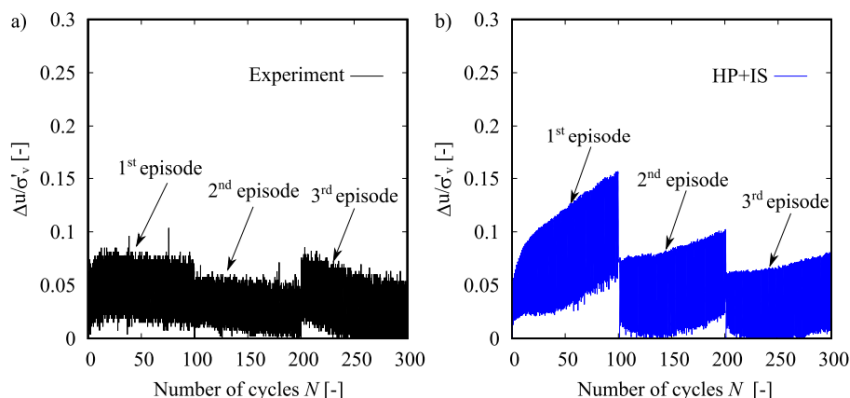 a)
0.3
0.25
0.2
0.15
0.1
0.05
0
Δu/σ'v [-]
Experiment
1st episode
2nd episode
3rd episode
0 50 100 150 200 250 300
Number of cycles N [-]
b)
0.3
0.25
0.2
0.15
0.1
0.05
0
Δu/σ'v [-]
HP+IS
1st episode
2nd episode
3rd episode
0 50 100 150 200 250 300
Number of cycles N [-]